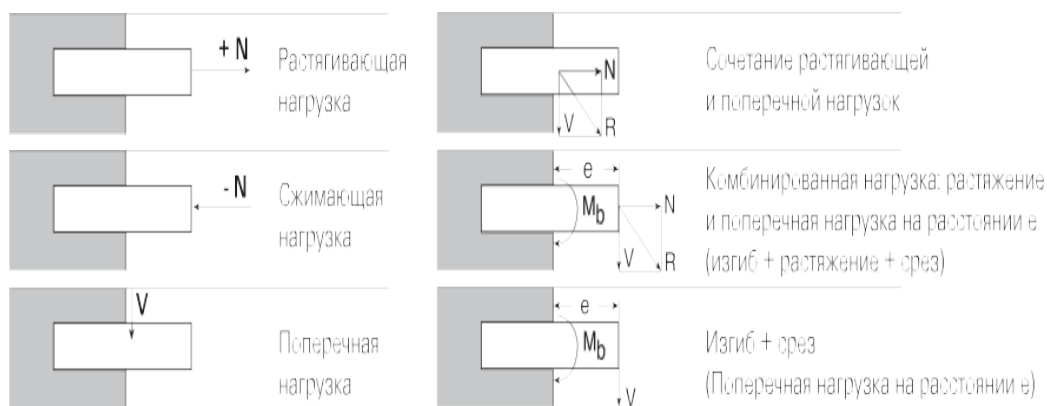 + N
Растягивающая
нагрузка
- N
Сжимающая
нагрузка
V
Поперечная
нагрузка
N
V
R
Сочетание растягивающей
и поперечной нагрузок
e
Mb
N
V
R
Комбинированная нагрузка: растяжение
и поперечная нагрузка на расстоянии e
(изгиб + растяжение + срез)
e
Mb
V
Изгиб + срез
(Поперечная нагрузка на расстоянии e)